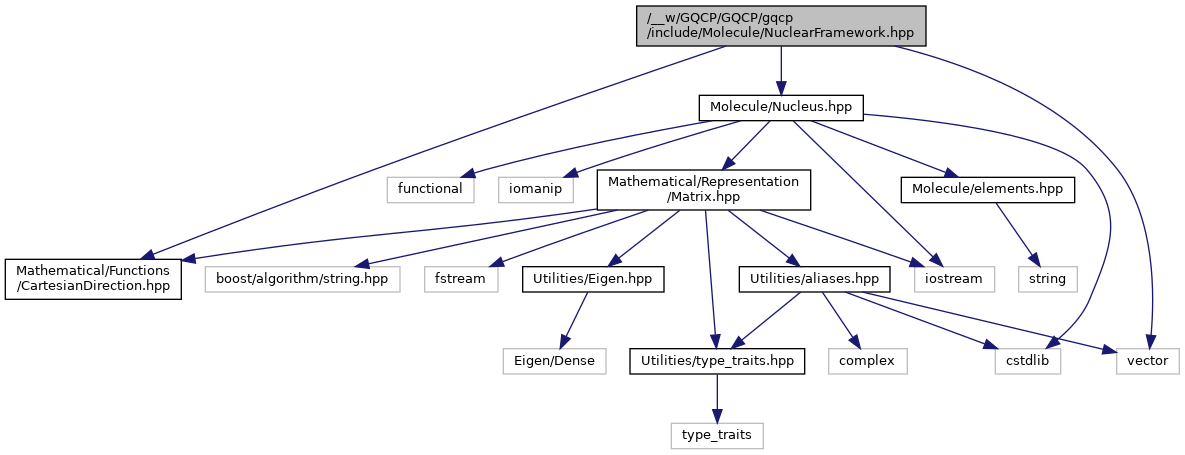 /__w/GQCP/GQCP/gqcp
/include/Molecule/NuclearFramework.hpp
Molecule/Nucleus.hpp
functional
iomanip
Mathematical/Representation
/Matrix.hpp
Molecule/elements.hpp
Mathematical/Functions
/CartesianDirection.hpp
boost/algorithm/string.hpp
fstream
Utilities/Eigen.hpp
Utilities/aliases.hpp
iostream
string
Eigen/Dense
Utilities/type_traits.hpp
complex
cstdlib
vector
type_traits